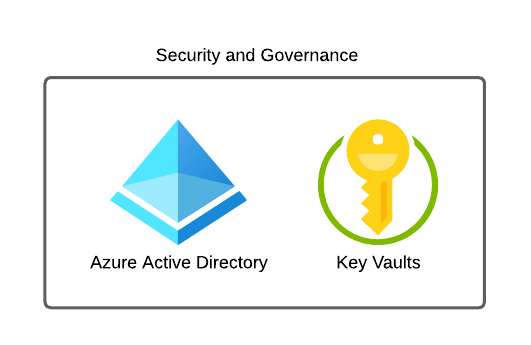 Security and Governance
Azure Active Directory
Key Vaults